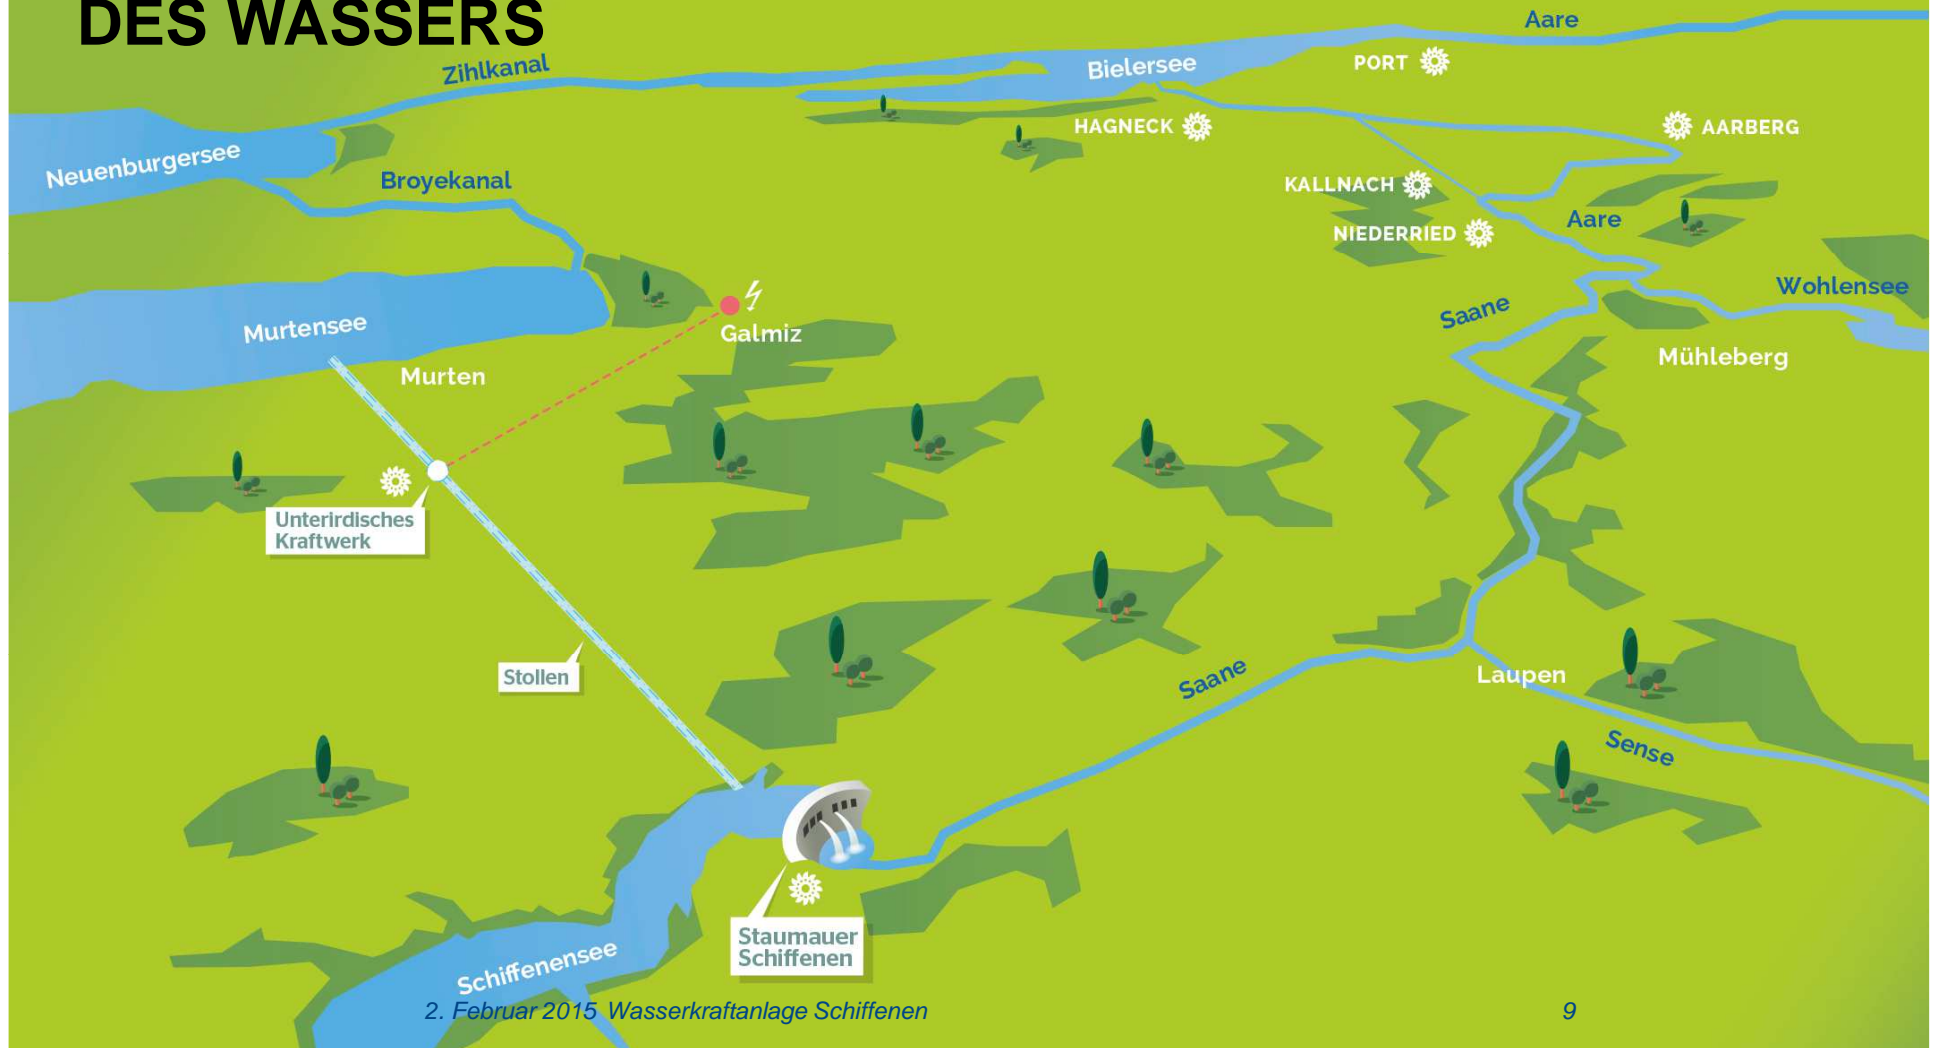 DES WASSERS
Aare
Zihlkanal
Bielersee
PORT
HAGNECK
AARBERG
Neuenburgersee
Broyekanal
KALLNACH
NIEDERRIED
Aare
Wohlensee
Saane
Murtensee
Galmiz
Murten
Mühleberg
Unterirdisches
Kraftwerk
Stollen
Saane
Laupen
Sense
Staumauer
Schiffenen
Schiffenensee
2. Februar 2015 Wasserkraftanlage Schiffenen
9